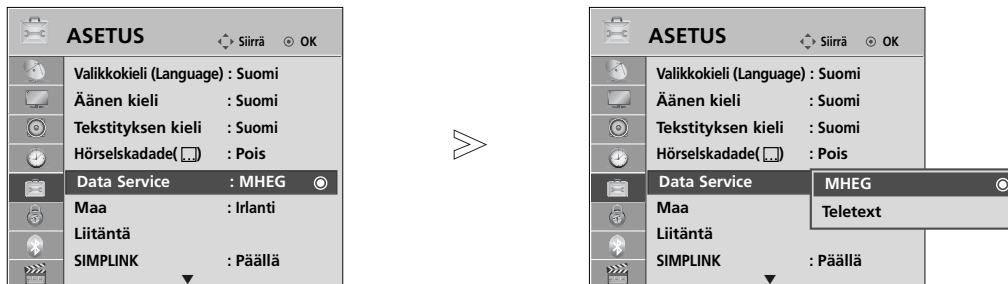 ASETUS
Siirrä OK
Valikkokieli (Language) : Suomi
Äänen kieli : Suomi
Tekstityksen kieli : Suomi
Hörselskadade( ) : Pois
Data Service : MHEG
Maa : Irlanti
Liitäntä
SIMPLINK : Päällä
ASETUS
Siirrä OK
Valikkokieli (Language) : Suomi
Äänen kieli : Suomi
Tekstityksen kieli : Suomi
Hörselskadade( ) : Pois
Data Service
MHEG
Maa
Teletext
Liitäntä
SIMPLINK : Päällä